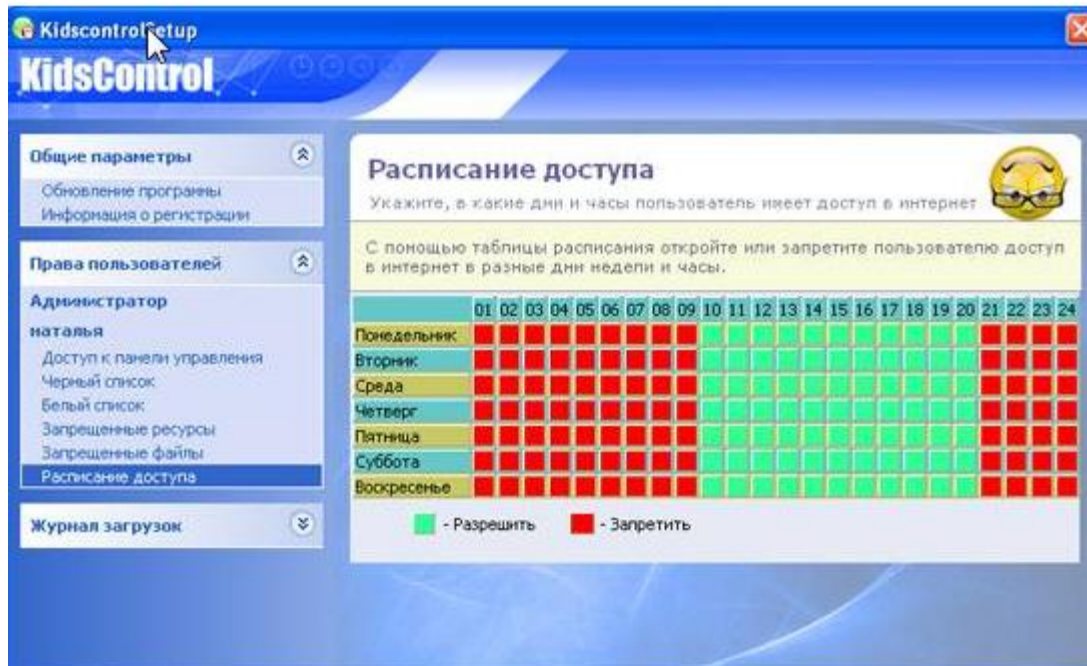 KidscontrolSetup
KidsControl
Общие параметры
Обновление программы
Информация о регистрации
Права пользователей
Администратор
наталья
Доступ к панели управления
Черный список
Белый список
Запрещенные ресурсы
Запрещенные файлы
Расписание доступа
Журнал загрузок
Расписание доступа
Укажите, в какие дни и часы пользователь имеет доступ в интернет
С помощью таблицы расписания откройте или запретите пользователю доступ
в интернет в разные дни недели и часы.
01 02 03 04 05 06 07 08 09 10 11 12 13 14 15 16 17 18 19 20 21 22 23 24
Понедельник
Вторник
Среда
Четверг
Пятница
Суббота
Воскресенье
- Разрешить - Запретить